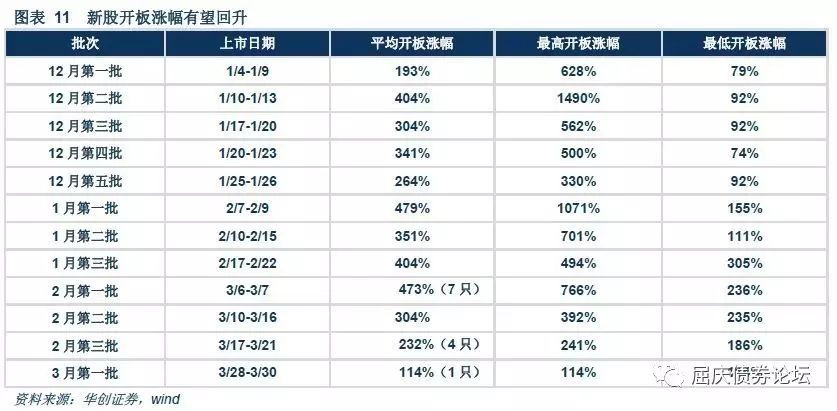 图表 11 新股开板涨幅有望回升
批次 上市日期 平均开板涨幅 最高开板涨幅 最低开板涨幅
12 月第一批 1/4-1/9 193% 628% 79%
12 月第二批 1/10-1/13 404% 1490% 92%
12 月第三批 1/17-1/20 304% 562% 92%
12 月第四批 1/20-1/23 341% 500% 74%
12 月第五批 1/25-1/26 264% 330% 92%
1 月第一批 2/7-2/9 479% 1071% 155%
1 月第二批 2/10-2/15 351% 701% 111%
1 月第三批 2/17-2/22 404% 494% 305%
2 月第一批 3/6-3/7 473%（7 只） 766% 236%
2 月第二批 3/10-3/16 304% 392% 235%
2 月第三批 3/17-3/21 232%（4 只） 241% 186%
3 月第一批 3/28-3/30 114%（1 只） 114%
屈庆债券论坛
资料来源：华创证券，wind